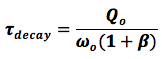 τ_decay = Q_o / ω_o(1 + β)